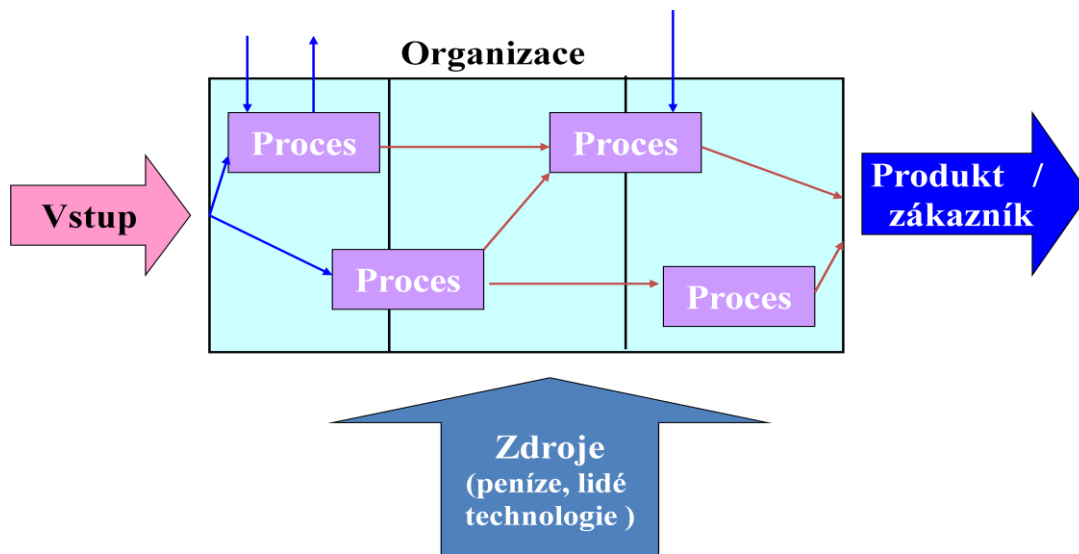 Organizace
Proces
Proces
Vstup
Produkt /
zákazník
Proces
Proces
Zdroje
(peníze, lidé
technologie )